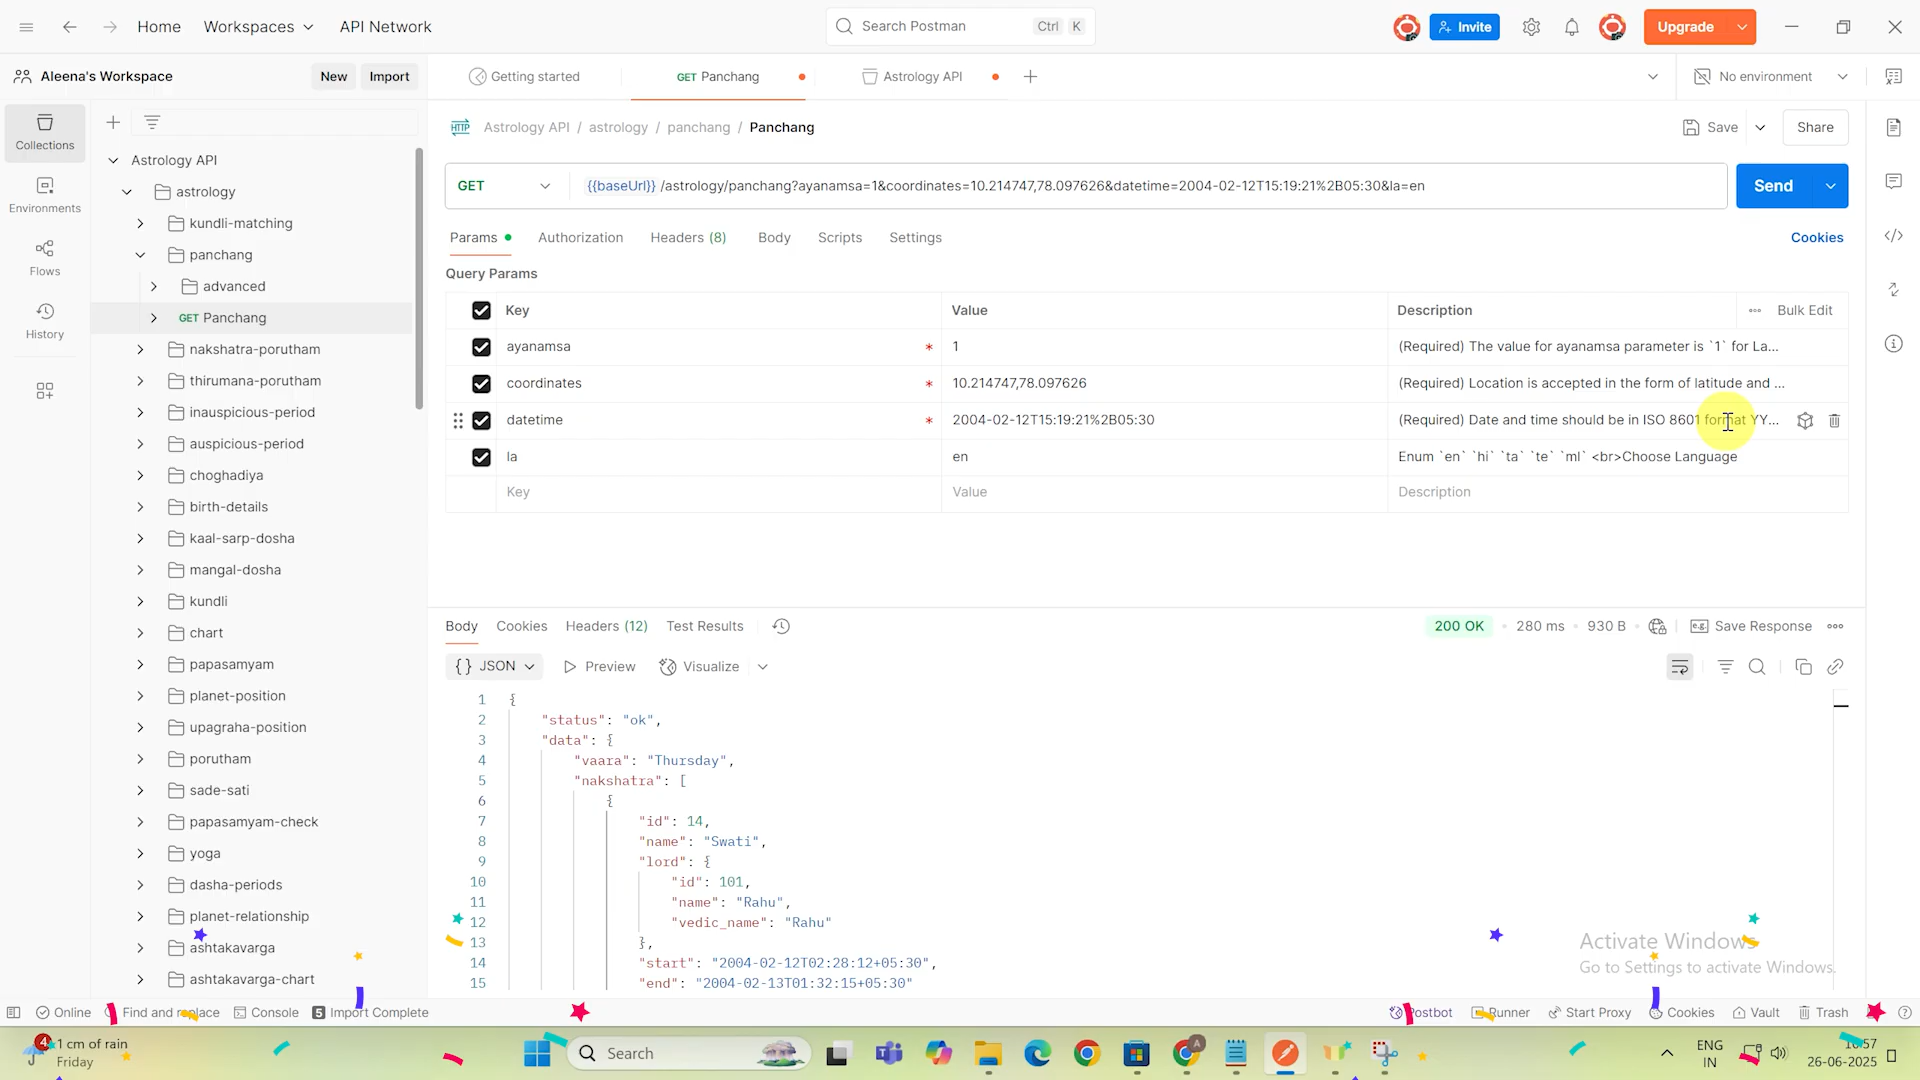 Home Workspaces API Network
Search Postman Ctrl K
Invite Upgrade
Aleena's Workspace New Import
Getting started GET Panchang Astrology API No environment
Collections
Environments
Flows
History
Astrology API
astrology
kundli-matching
panchang
advanced
GET Panchang
nakshatra-porutham
thirumana-porutham
inauspicious-period
auspicious-period
choghadiya
birth-details
kaal-sarp-dosha
mangal-dosha
kundli
chart
papasamyam
planet-position
upagraha-position
porutham
sade-sati
papasamyam-check
yoga
dasha-periods
planet-relationship
ashtakavarga
ashtakavarga-chart
HTTP Astrology API / astrology / panchang / Panchang Save Share
GET {{baseUrl}} /astrology/panchang?ayanamsa=1&coordinates=10.214747,78.097626&datetime=2004-02-12T15:19:21%2B05:30&la=en Send
Params Authorization Headers (8) Body Scripts Settings Cookies
Query Params
Key Value Description Bulk Edit
ayanamsa * 1 (Required) The value for ayanamsa parameter is `1` for La...
coordinates * 10.214747,78.097626 (Required) Location is accepted in the form of latitude and ...
datetime * 2004-02-12T15:19:21%2B05:30 (Required) Date and time should be in ISO 8601 format YY...
la en Enum `en` `hi` `ta` `te` `ml` <br>Choose Language
Key Value Description
Body Cookies Headers (12) Test Results 200 OK 280 ms 930 B e.g. Save Response
{} JSON Preview Visualize
1 {
2 "status": "ok",
3 "data": {
4 "vaara": "Thursday",
5 "nakshatra": [
6 {
7 "id": 14,
8 "name": "Swati",
9 "lord": {
10 "id": 101,
11 "name": "Rahu",
12 "vedic_name": "Rahu"
13 },
14 "start": "2004-02-12T02:28:12+05:30",
15 "end": "2004-02-13T01:32:15+05:30"
Activate Windows
Go to Settings to activate Windows.
Online Find and replace Console 5 Import Complete Postbot Runner Start Proxy Cookies Vault Trash
4 1 cm of rain
Friday
Search
ENG
IN
16:57
26-06-2025